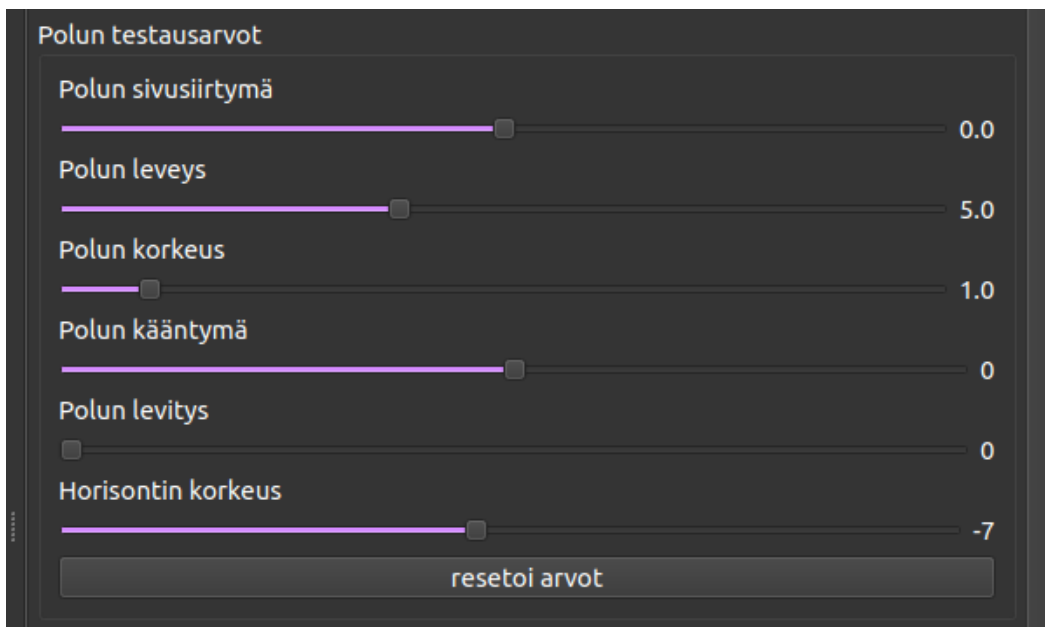 Polun testausarvot
Polun sivusiirtymä
0.0
Polun leveys
5.0
Polun korkeus
1.0
Polun kääntymä
0
Polun levitys
0
Horisontin korkeus
-7
resetoi arvot